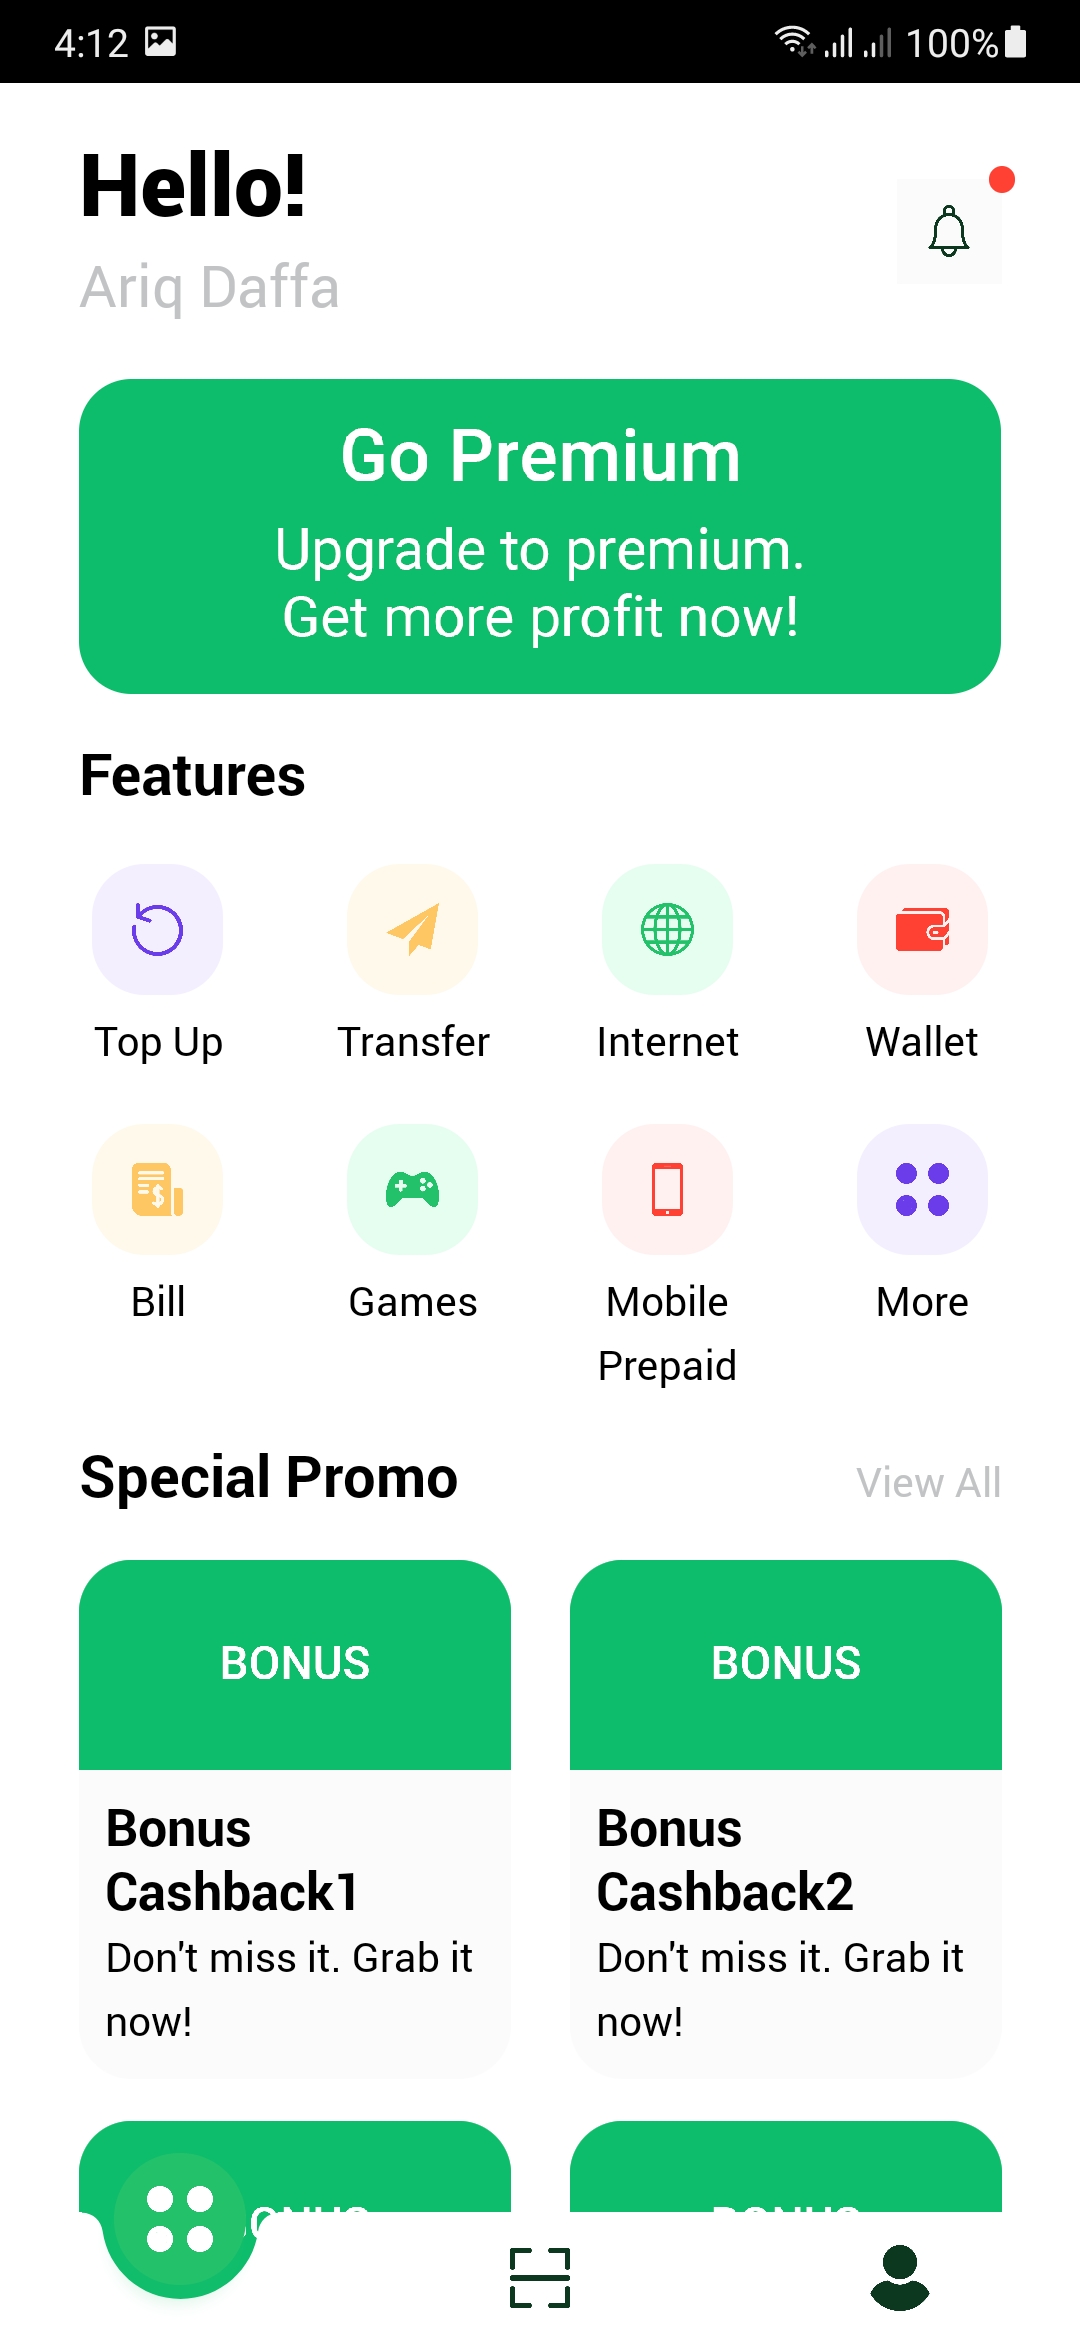 4:12 100%
Hello!
Ariq Daffa
Go Premium
Upgrade to premium.
Get more profit now!
Features
Top Up Transfer Internet Wallet
Bill Games Mobile Prepaid More
Special Promo View All
BONUS BONUS
Bonus Cashback1
Don't miss it. Grab it now!
Bonus Cashback2
Don't miss it. Grab it now!